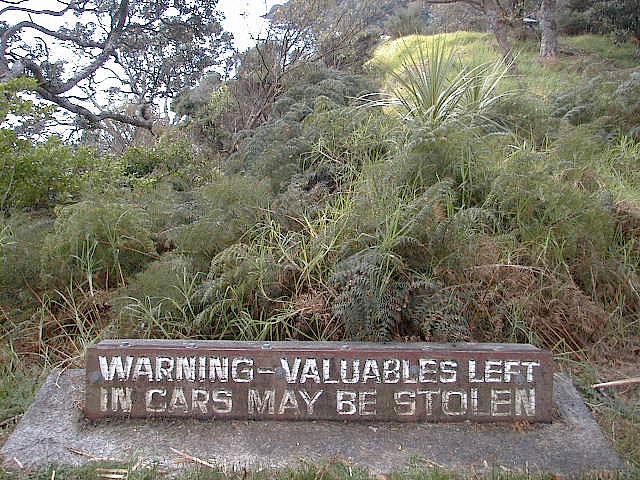 WARNING – VALUABLES LEFT
IN CARS MAY BE STOLEN